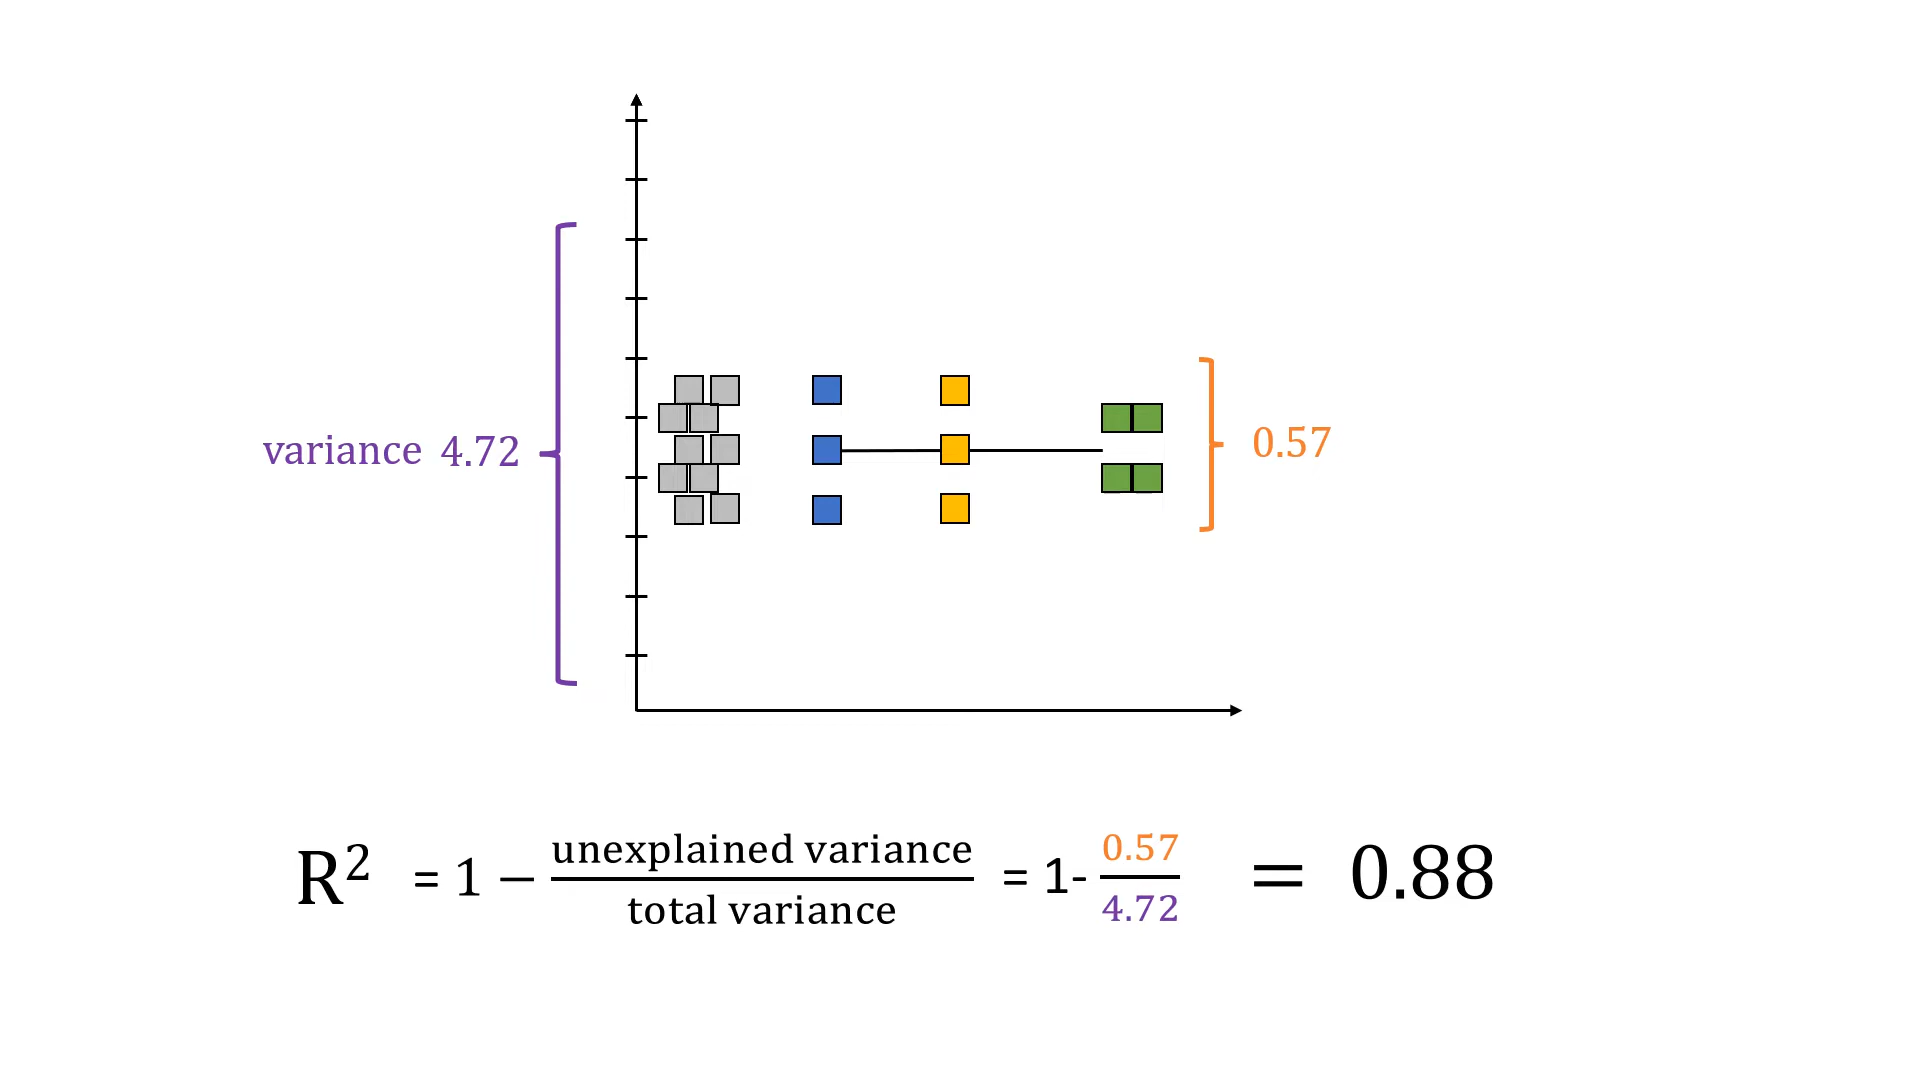 variance 4.72
0.57
R² = 1 − unexplained variance / total variance = 1- 0.57 / 4.72 = 0.88